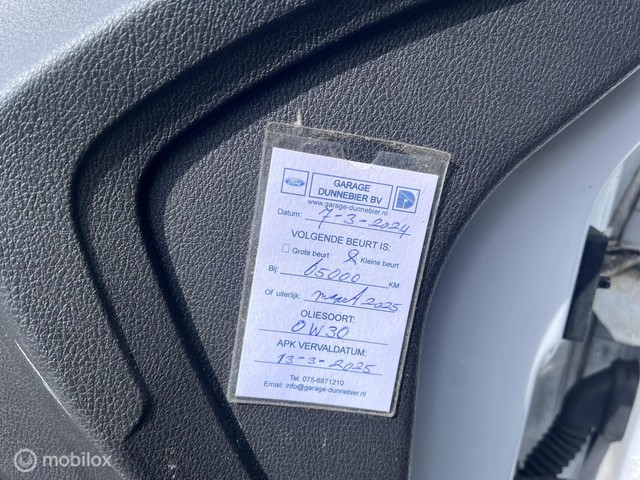 Ford
GARAGE
DUNNEBIER BV
www.garage-dunnebier.nl
Datum: 7-3-2024
VOLGENDE BEURT IS:
Grote beurt Kleine beurt
Bij: 65000 KM
Of uiterlijk: maart 2025
OLIESOORT:
0W30
APK VERVALDATUM:
13-3-2025
Tel. 075-6871210
Email: info@garage-dunnebier.nl
mobilox